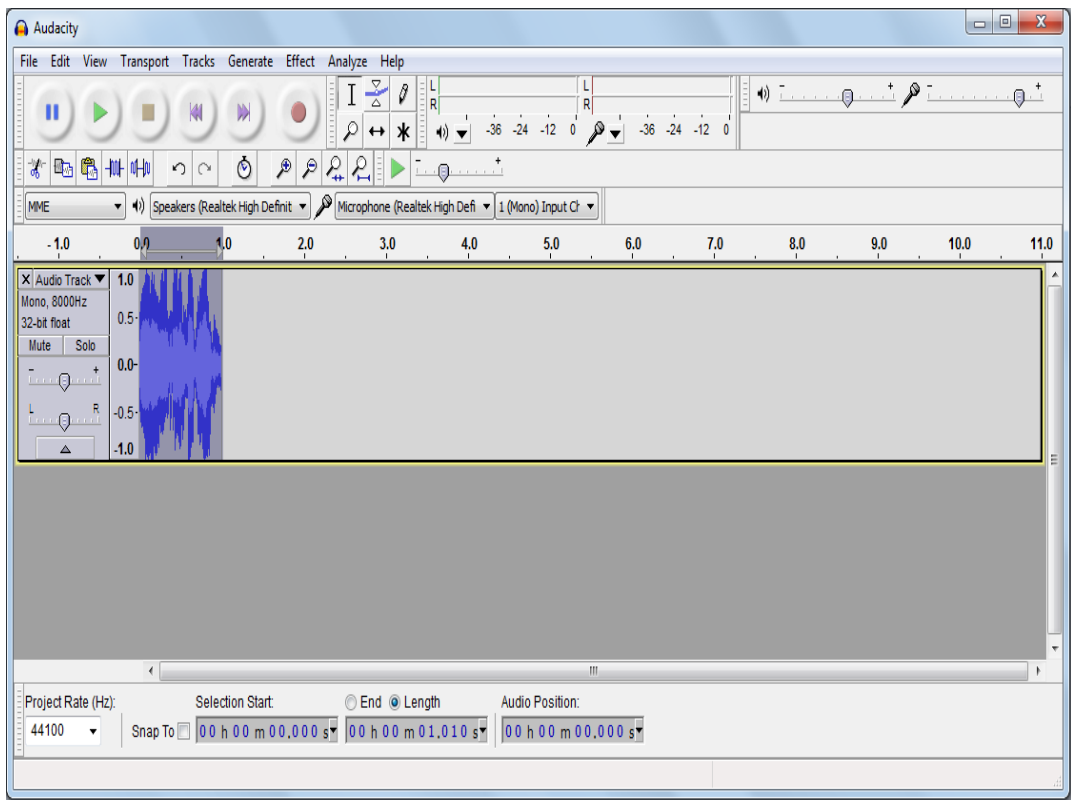 Audacity
File Edit View Transport Tracks Generate Effect Analyze Help
L
R
-36 -24 -12 0
L
R
-36 -24 -12 0
- +
- +
- +
MME
Speakers (Realtek High Definit
Microphone (Realtek High Defi
1 (Mono) Input Ch
- 1.0 0.0 1.0 2.0 3.0 4.0 5.0 6.0 7.0 8.0 9.0 10.0 11.0
X Audio Track
Mono, 8000Hz
32-bit float
Mute Solo
- +
L R
1.0
0.5-
0.0-
-0.5-
-1.0
Project Rate (Hz): Selection Start: End Length Audio Position:
44100 Snap To 00 h 00 m 00.000 s 00 h 00 m 01.010 s 00 h 00 m 00.000 s